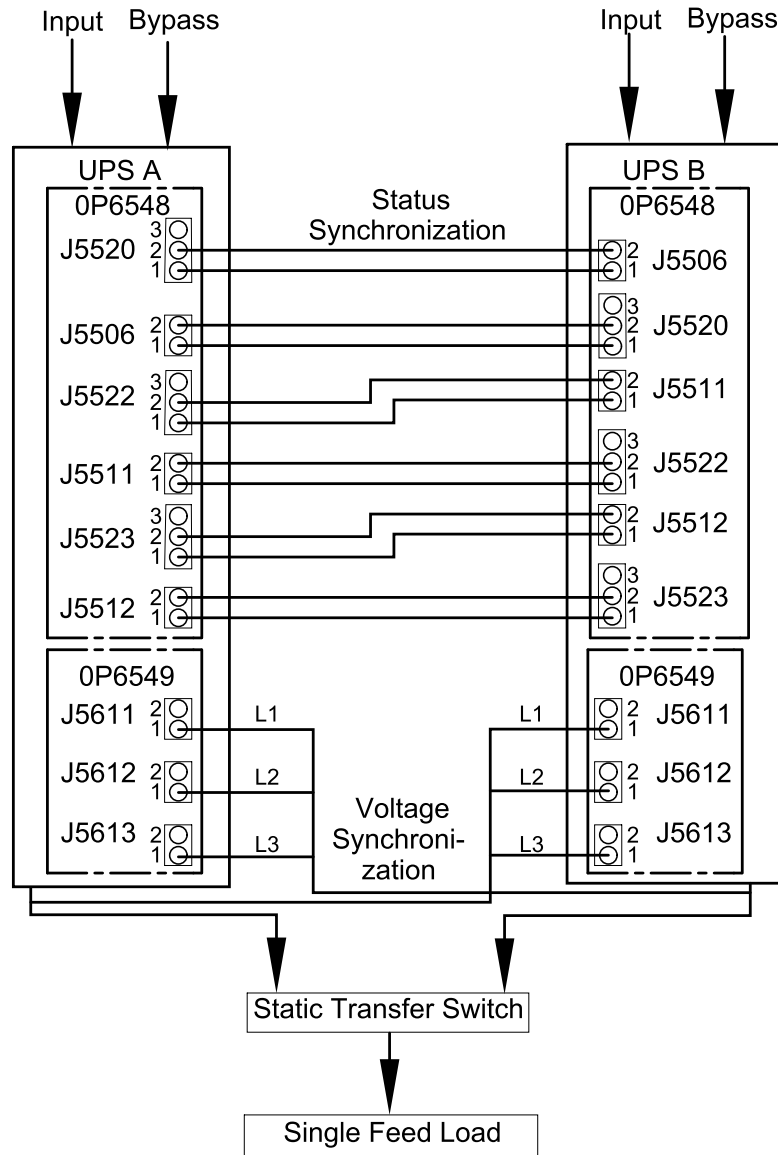 Input Bypass Input Bypass
UPS A UPS B
0P6548 Status 0P6548
Synchronization
3
J5520 2 2 J5506
1 1
3
J5506 2 2 J5520
1 1
3
J5522 2 2 J5511
1 1
3
J5511 2 2 J5522
1 1
3
J5523 2 2 J5512
1 1
3
J5512 2 2 J5523
1 1
0P6549 0P6549
J5611 2 L1 L1 2 J5611
1 1
J5612 2 L2 L2 2 J5612
1 1
Voltage
Synchroni-
zation
J5613 2 L3 L3 2 J5613
1 1
Static Transfer Switch
Single Feed Load